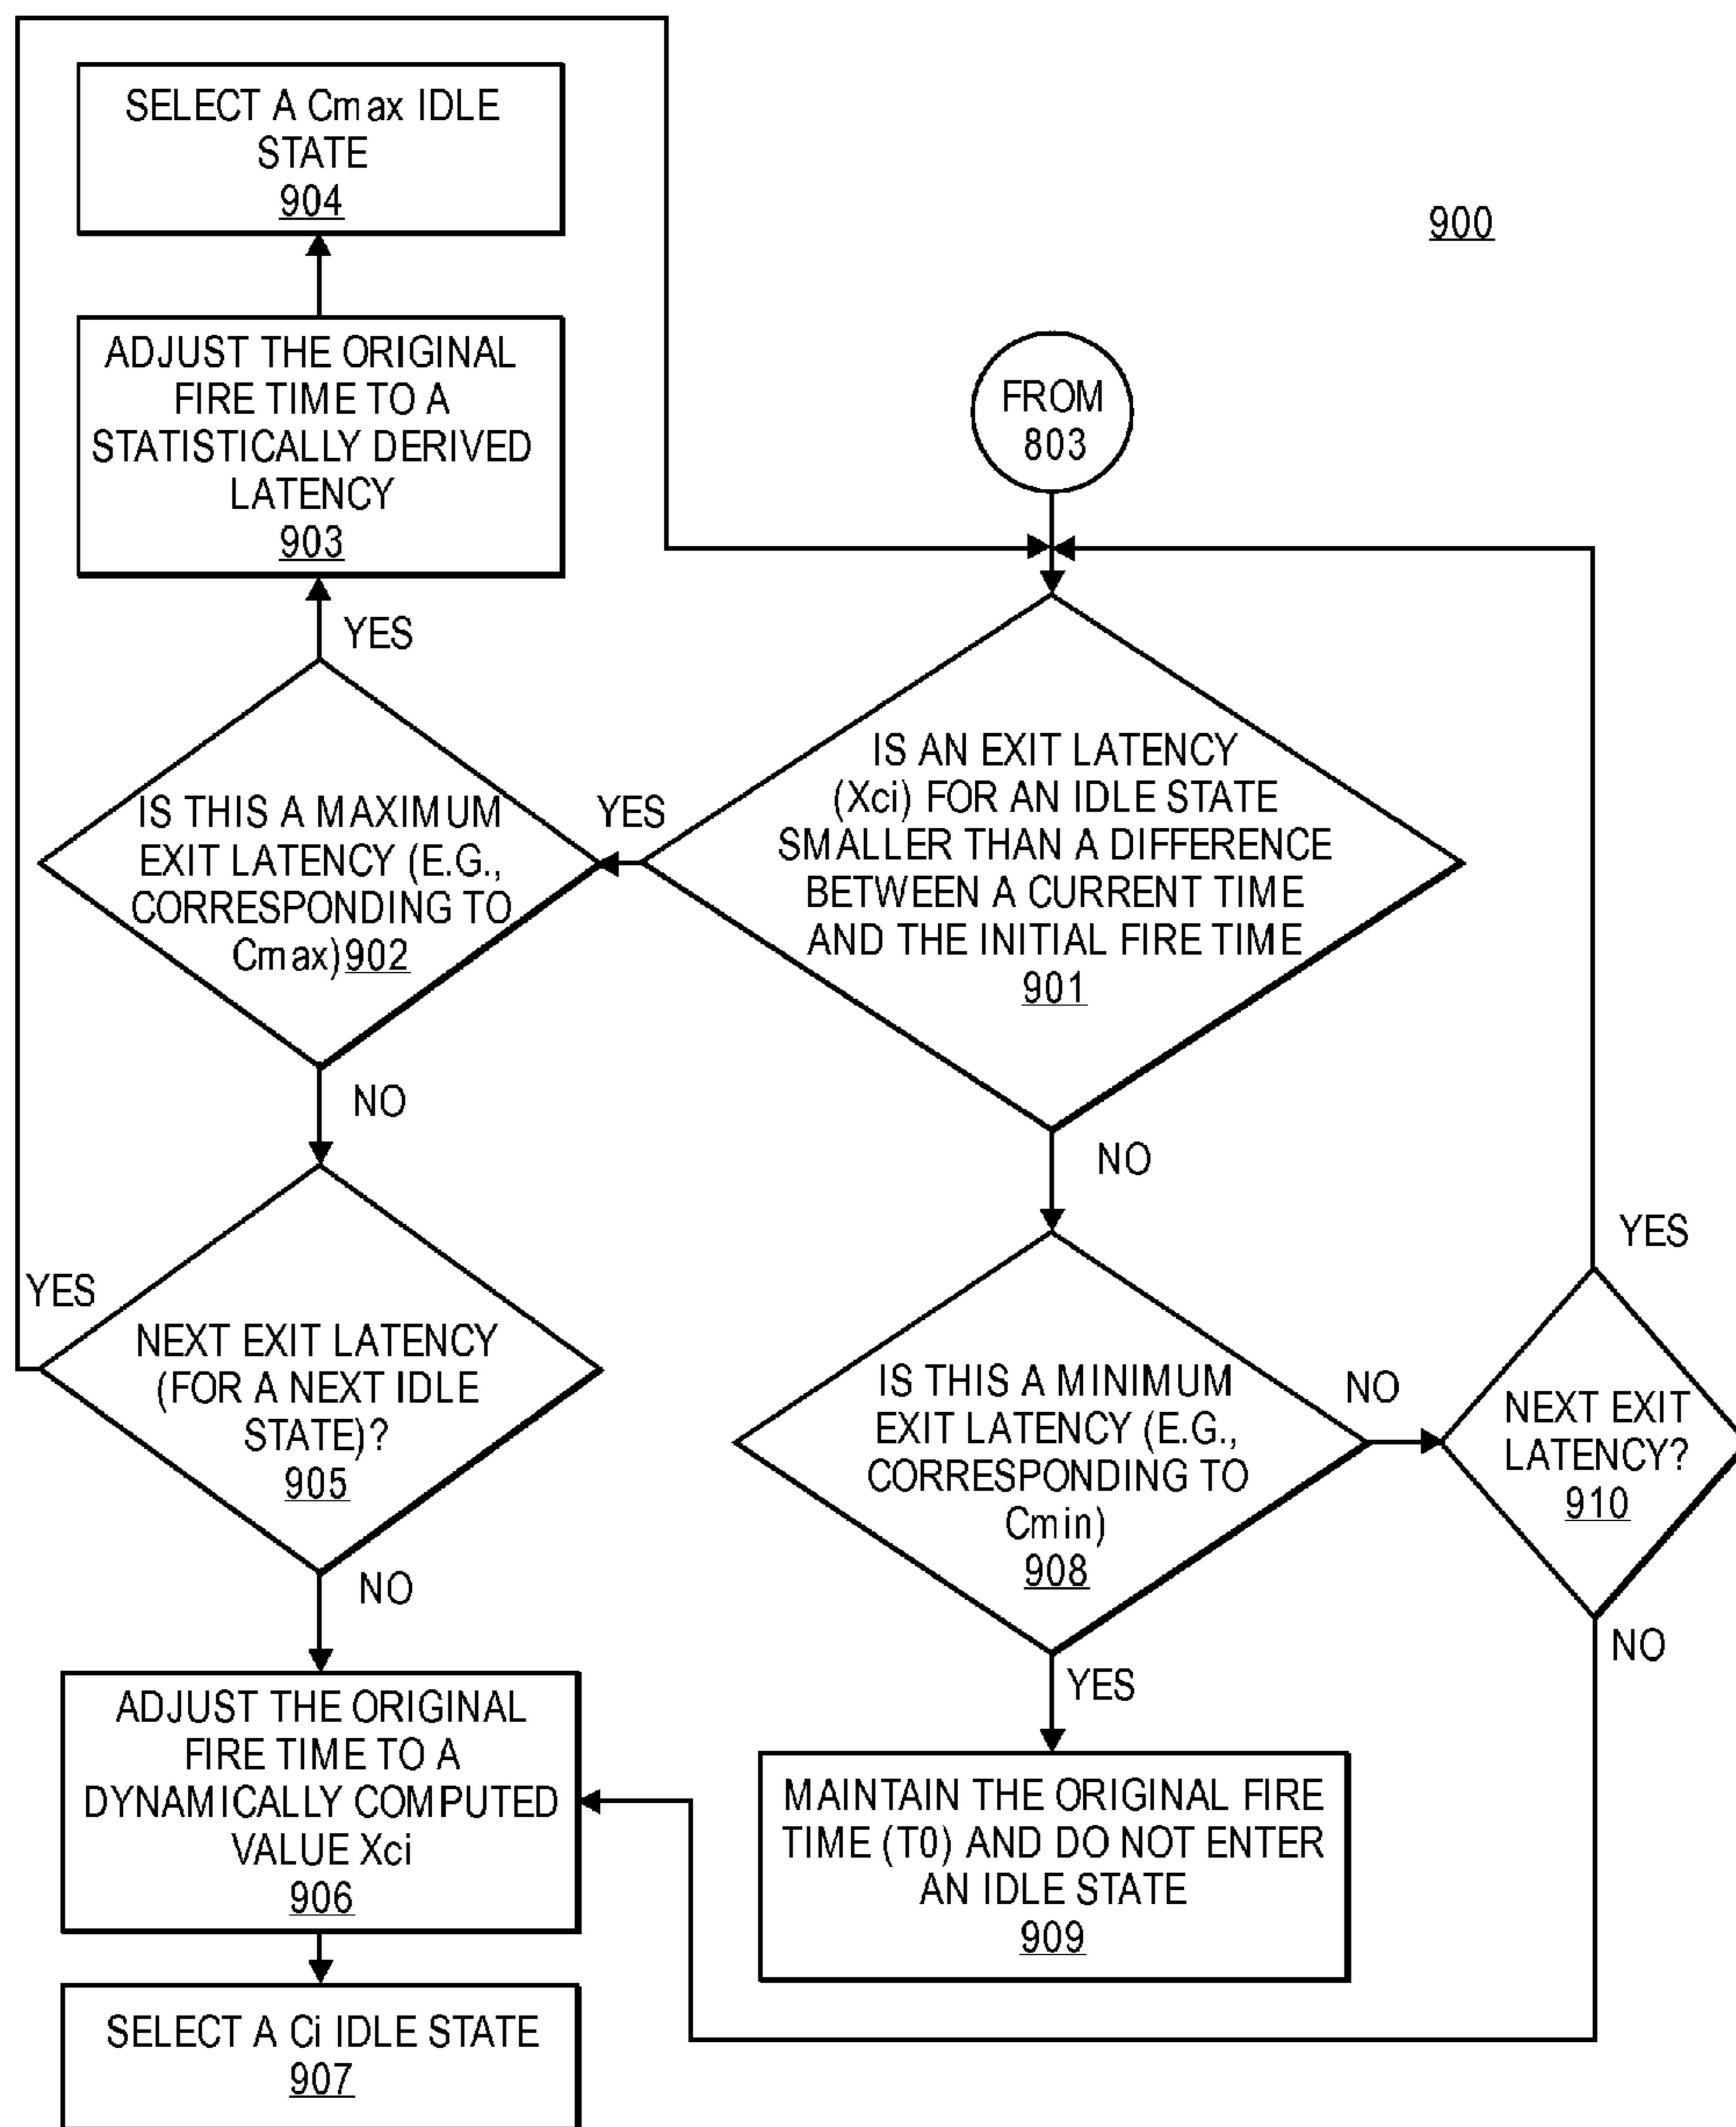 SELECT A Cmax IDLE
STATE
904
900
ADJUST THE ORIGINAL
FIRE TIME TO A
STATISTICALLY DERIVED
LATENCY
903
FROM
803
YES
IS THIS A MAXIMUM
EXIT LATENCY (E.G.,
CORRESPONDING TO
Cmax) 902
YES
IS AN EXIT LATENCY
(Xci) FOR AN IDLE STATE
SMALLER THAN A DIFFERENCE
BETWEEN A CURRENT TIME
AND THE INITIAL FIRE TIME
901
NO
NO
YES
NEXT EXIT LATENCY
(FOR A NEXT IDLE
STATE)?
905
IS THIS A MINIMUM
EXIT LATENCY (E.G.,
CORRESPONDING TO
Cmin)
908
NO
YES
NEXT EXIT
LATENCY?
910
NO
NO
YES
ADJUST THE ORIGINAL
FIRE TIME TO A
DYNAMICALLY COMPUTED
VALUE Xci
906
MAINTAIN THE ORIGINAL FIRE
TIME (T0) AND DO NOT ENTER
AN IDLE STATE
909
SELECT A Ci IDLE STATE
907